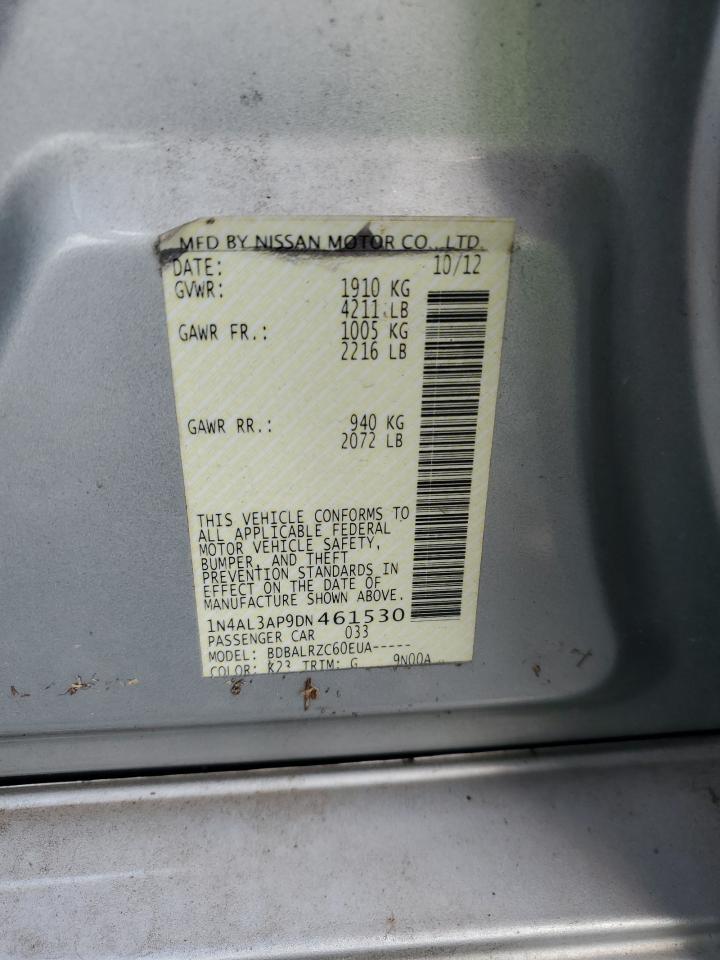 MFD BY NISSAN MOTOR CO.,LTD.
DATE: 10/12
GVWR: 1910 KG
4211 LB
GAWR FR.: 1005 KG
2216 LB
GAWR RR.: 940 KG
2072 LB
THIS VEHICLE CONFORMS TO
ALL APPLICABLE FEDERAL
MOTOR VEHICLE SAFETY,
BUMPER, AND THEFT
PREVENTION STANDARDS IN
EFFECT ON THE DATE OF
MANUFACTURE SHOWN ABOVE.
1N4AL3AP9DN461530
PASSENGER CAR 033
MODEL: BDBALRZC60EUA-----
COLOR: K23 TRIM: G 9N00A